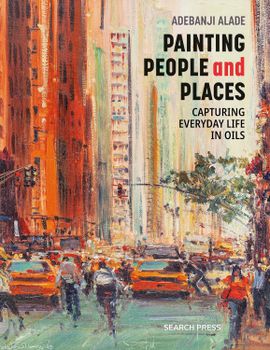 ADEBANJI ALADE
PAINTING
PEOPLE and
PLACES
CAPTURING
EVERYDAY LIFE
IN OILS
SEARCH PRESS